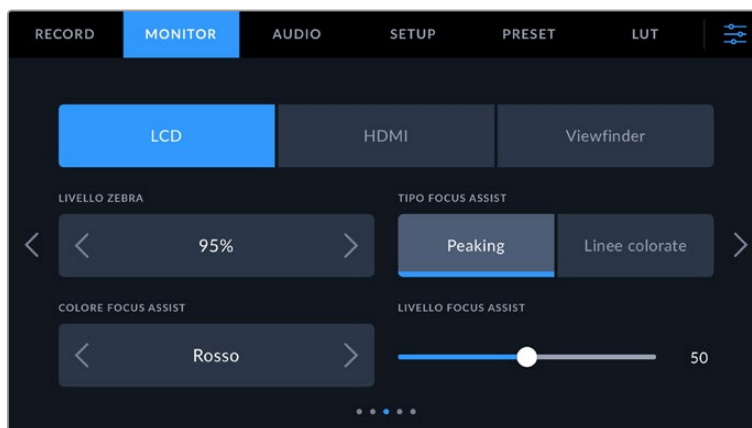 RECORD MONITOR AUDIO SETUP PRESET LUT
LCD HDMI Viewfinder
LIVELLO ZEBRA TIPO FOCUS ASSIST
95% Peaking Linee colorate
COLORE FOCUS ASSIST LIVELLO FOCUS ASSIST
Rosso 50